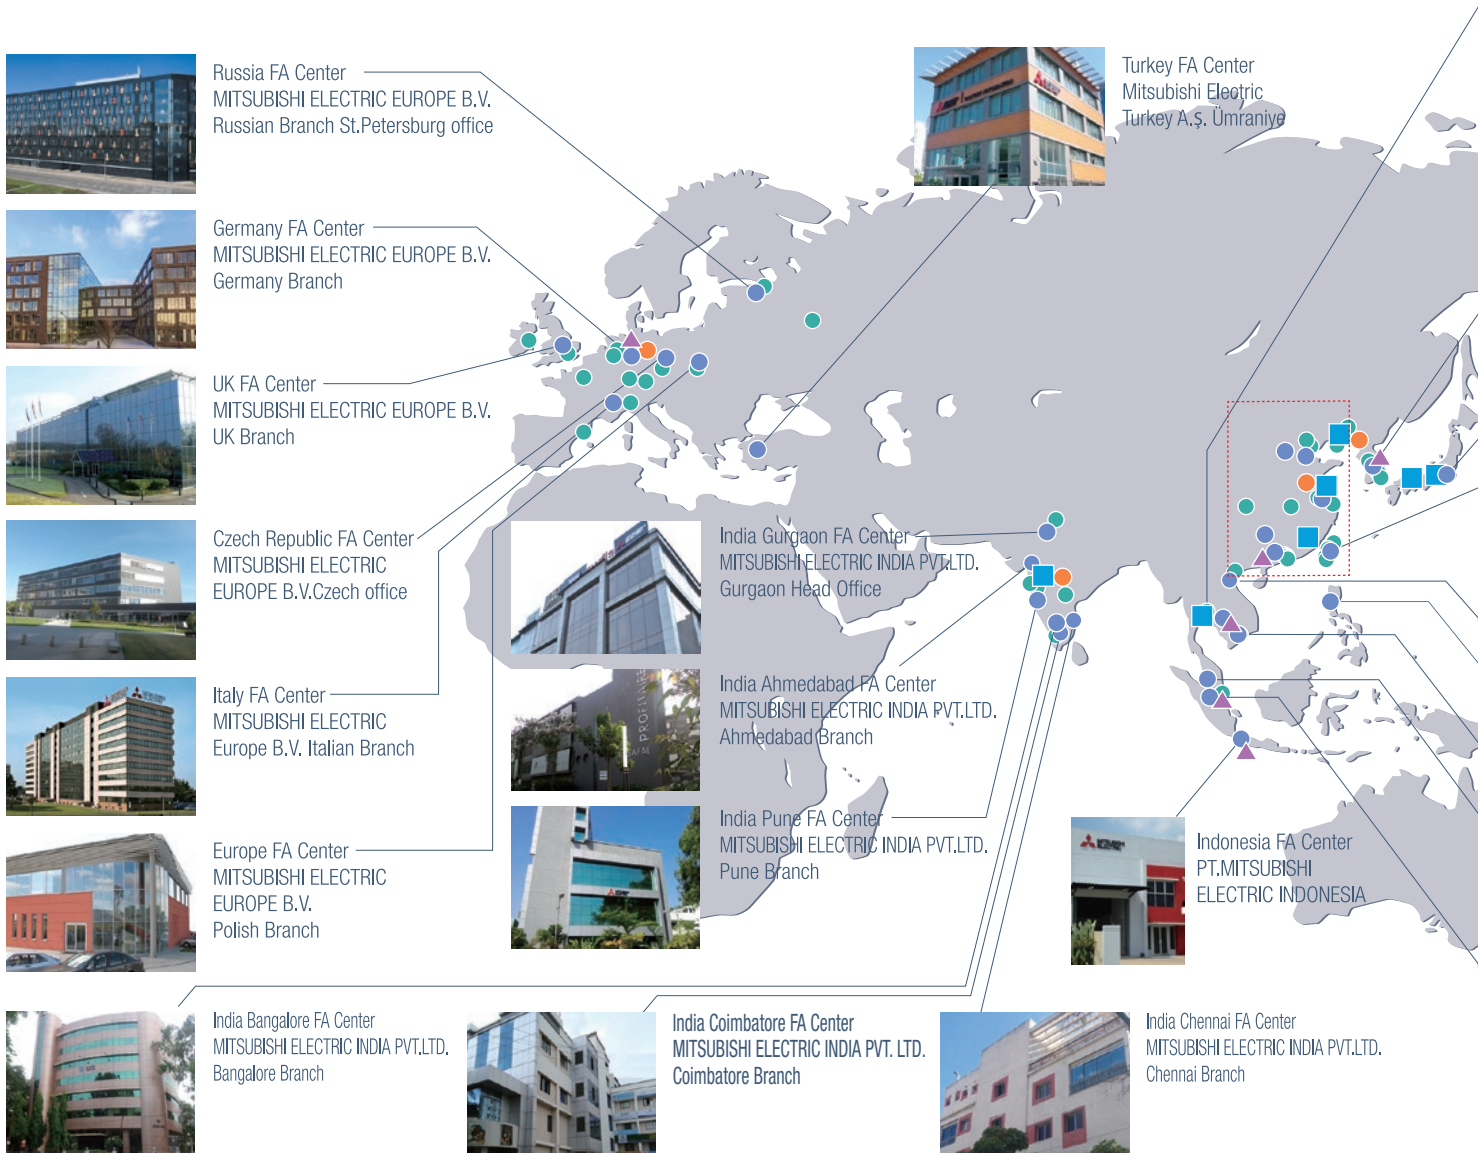 Russia FA Center
MITSUBISHI ELECTRIC EUROPE B.V.
Russian Branch St.Petersburg office
Turkey FA Center
Mitsubishi Electric
Turkey A.Ş. Ümraniye
Germany FA Center
MITSUBISHI ELECTRIC EUROPE B.V.
Germany Branch
UK FA Center
MITSUBISHI ELECTRIC EUROPE B.V.
UK Branch
Czech Republic FA Center
MITSUBISHI ELECTRIC
EUROPE B.V.Czech office
Italy FA Center
MITSUBISHI ELECTRIC
Europe B.V. Italian Branch
Europe FA Center
MITSUBISHI ELECTRIC
EUROPE B.V.
Polish Branch
India Gurgaon FA Center
MITSUBISHI ELECTRIC INDIA PVT.LTD.
Gurgaon Head Office
India Ahmedabad FA Center
MITSUBISHI ELECTRIC INDIA PVT.LTD.
Ahmedabad Branch
India Pune FA Center
MITSUBISHI ELECTRIC INDIA PVT.LTD.
Pune Branch
Indonesia FA Center
PT.MITSUBISHI
ELECTRIC INDONESIA
India Bangalore FA Center
MITSUBISHI ELECTRIC INDIA PVT.LTD.
Bangalore Branch
India Coimbatore FA Center
MITSUBISHI ELECTRIC INDIA PVT. LTD.
Coimbatore Branch
India Chennai FA Center
MITSUBISHI ELECTRIC INDIA PVT.LTD.
Chennai Branch